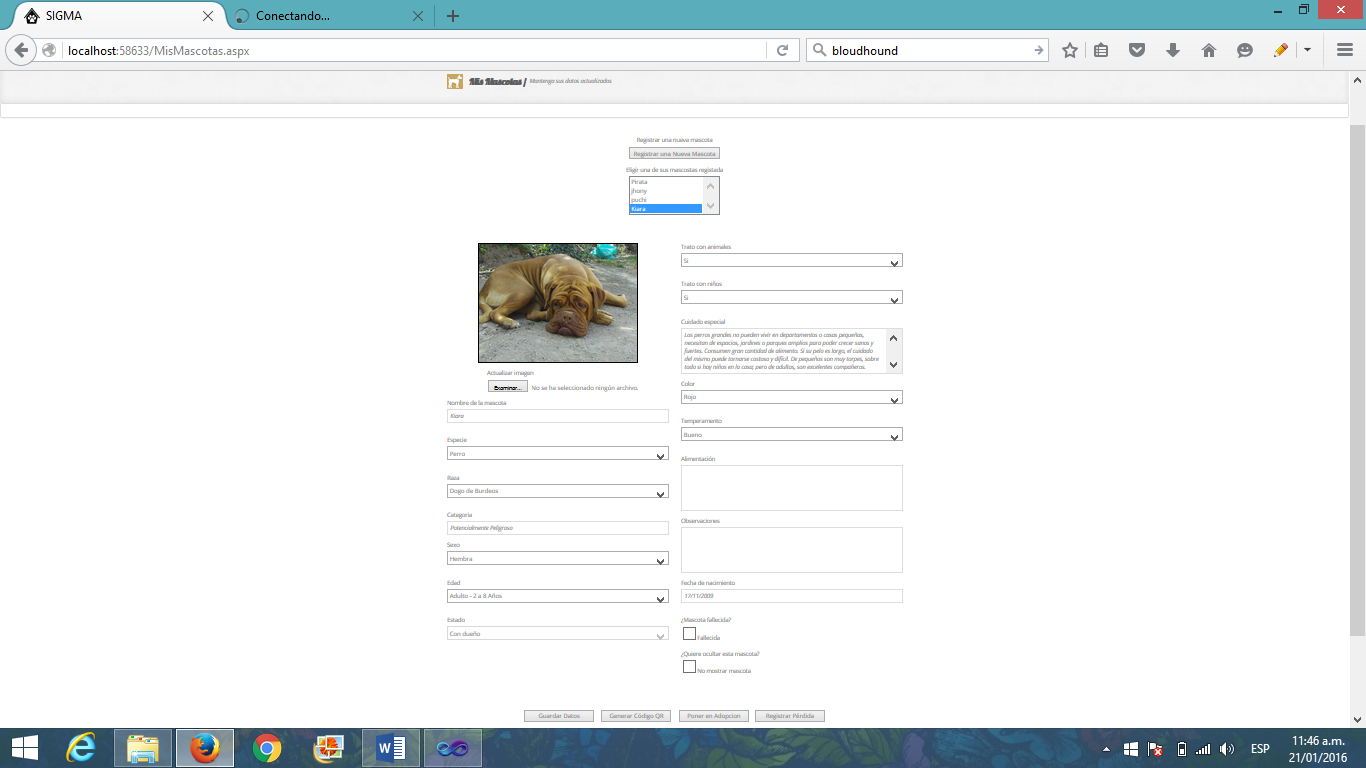 SIGMA
Conectando...
localhost:58633/MisMascotas.aspx
bloudhound
Mis Mascotas / Mantenga sus datos actualizados
Registrar una nueva mascota
Registrar una Nueva Mascota
Eligir una de sus mascostas registada
Pirata
jhony
puchi
Kiara
Actualizar imagen
Examinar... No se ha seleccionado ningún archivo.
Nombre de la mascota
Kiara
Especie
Perro
Raza
Dogo de Burdeos
Categoría
Potencialmente Peligroso
Sexo
Hembra
Edad
Adulto - 2 a 8 Años
Estado
Con dueño
Trato con animales
Si
Trato con niños
Si
Cuidado especial
Los perros grandes no pueden vivir en departamentos o casas pequeñas,
necesitan de espacios, jardines o parques amplios para poder crecer sanos y
fuertes. Consumen gran cantidad de alimento. Si su pelo es largo, el cuidado
del mismo puede tornarse costoso y difícil. De pequeños son muy torpes, sobre
todo si hay niños en la casa; pero de adultos, son excelentes compañeros.
Color
Rojo
Temperamento
Bueno
Alimentación
Observaciones
Fecha de nacimiento
17/11/2009
¿Mascota fallecida?
Fallecida
¿Quiere ocultar esta mascota?
No mostrar mascota
Guardar Datos
Generar Código QR
Poner en Adopcion
Registrar Pérdida
ESP
11:46 a.m.
21/01/2016